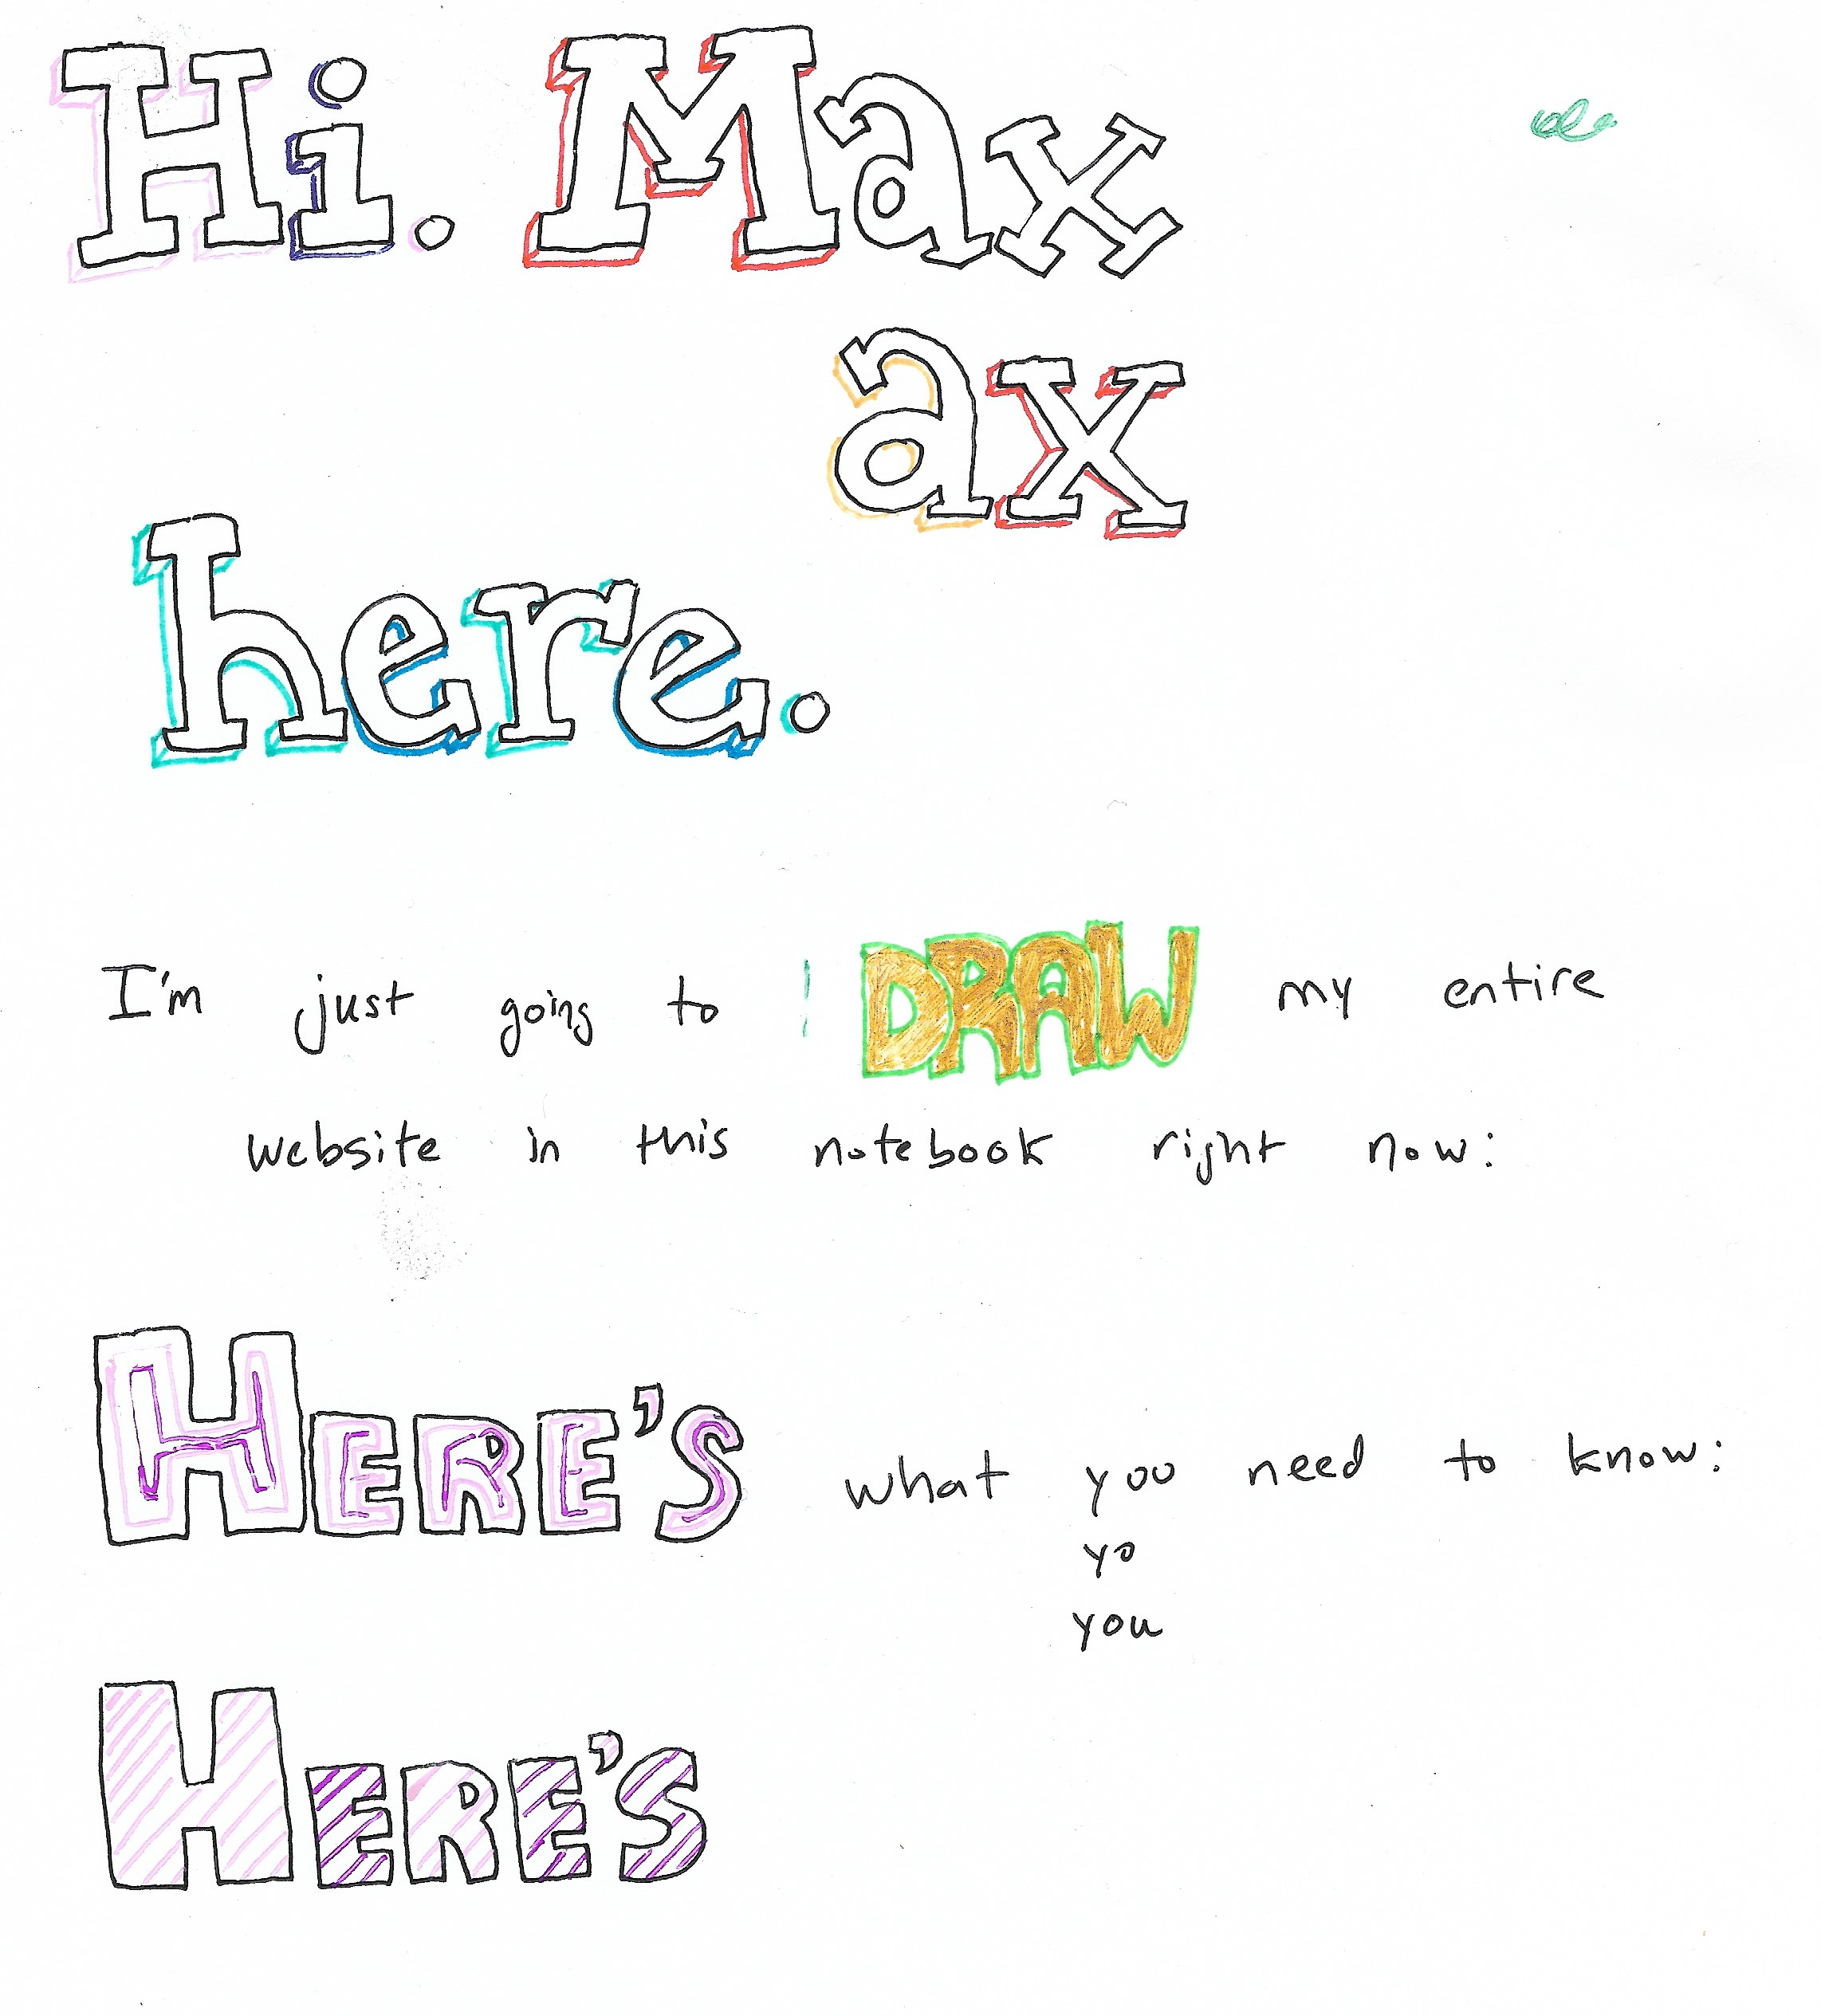 Hi. Max
ax
here.
I'm just going to DRAW my entire
website in this notebook right now:
HERE'S what you need to know:
yo
you
HERE'S